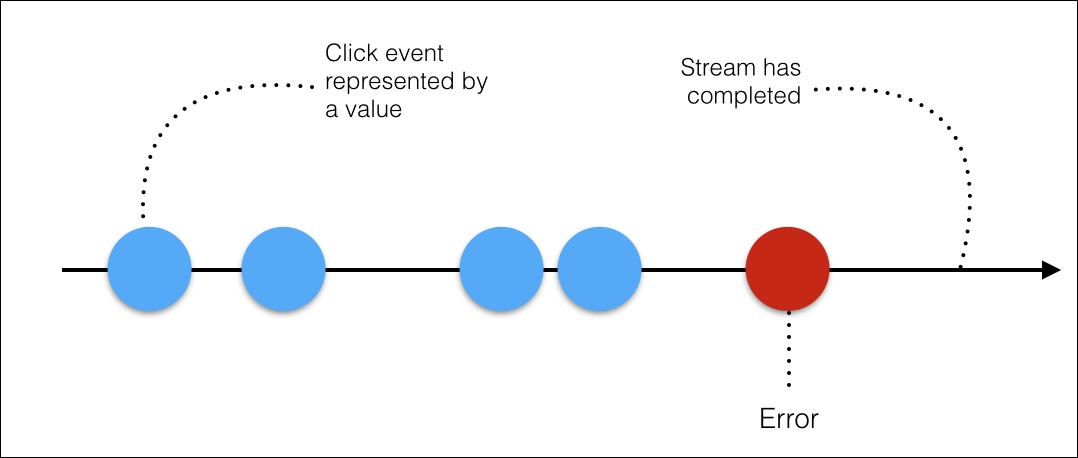 Click event
represented by
a value
Stream has
completed
Error